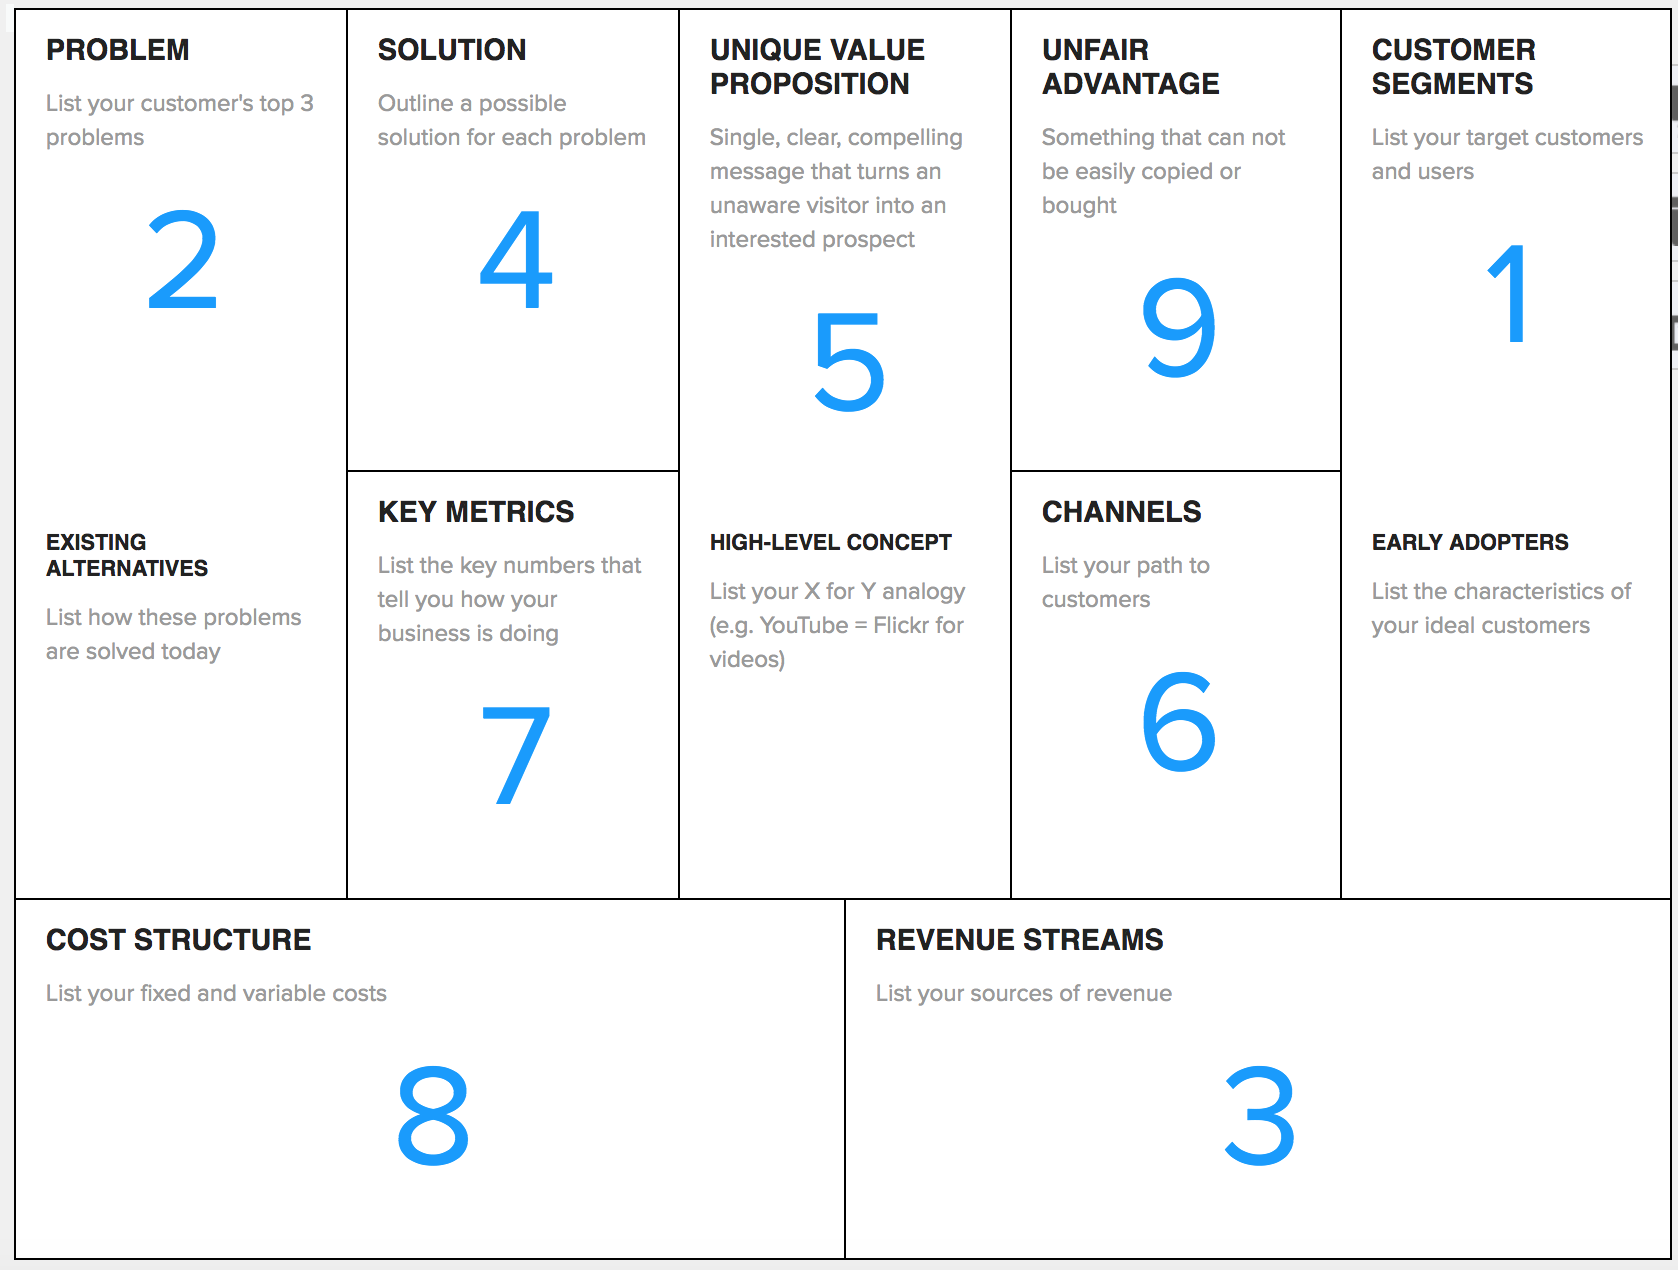 PROBLEM
List your customer's top 3
problems
2
EXISTING
ALTERNATIVES
List how these problems
are solved today
SOLUTION
Outline a possible
solution for each problem
4
KEY METRICS
List the key numbers that
tell you how your
business is doing
7
UNIQUE VALUE
PROPOSITION
Single, clear, compelling
message that turns an
unaware visitor into an
interested prospect
5
HIGH-LEVEL CONCEPT
List your X for Y analogy
(e.g. YouTube = Flickr for
videos)
UNFAIR
ADVANTAGE
Something that can not
be easily copied or
bought
9
CHANNELS
List your path to
customers
6
CUSTOMER
SEGMENTS
List your target customers
and users
1
EARLY ADOPTERS
List the characteristics of
your ideal customers
COST STRUCTURE
List your fixed and variable costs
8
REVENUE STREAMS
List your sources of revenue
3